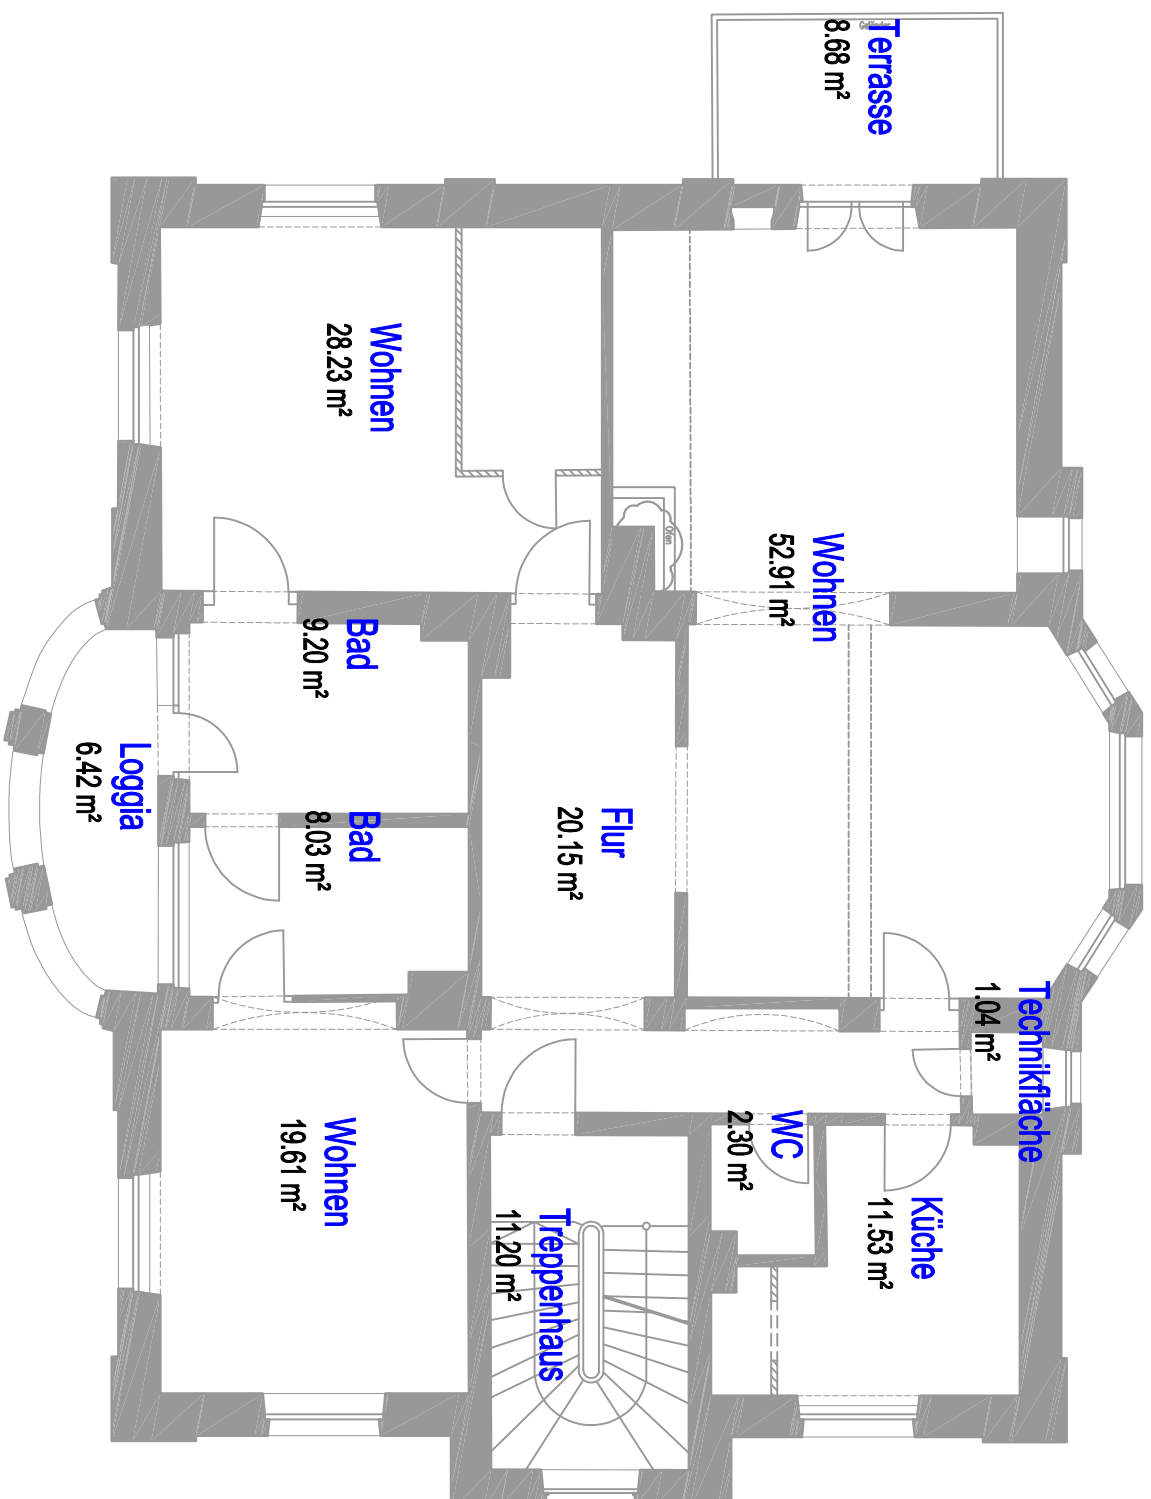 Geländer
Terrasse
8.68 m²
Wohnen
28.23 m²
Ofen
Wohnen
52.91 m²
Bad
9.20 m²
Loggia
6.42 m²
Bad
8.03 m²
Flur
20.15 m²
Technikfläche
1.04 m²
Wohnen
19.61 m²
WC
2.30 m²
Küche
11.53 m²
Treppenhaus
11.20 m²